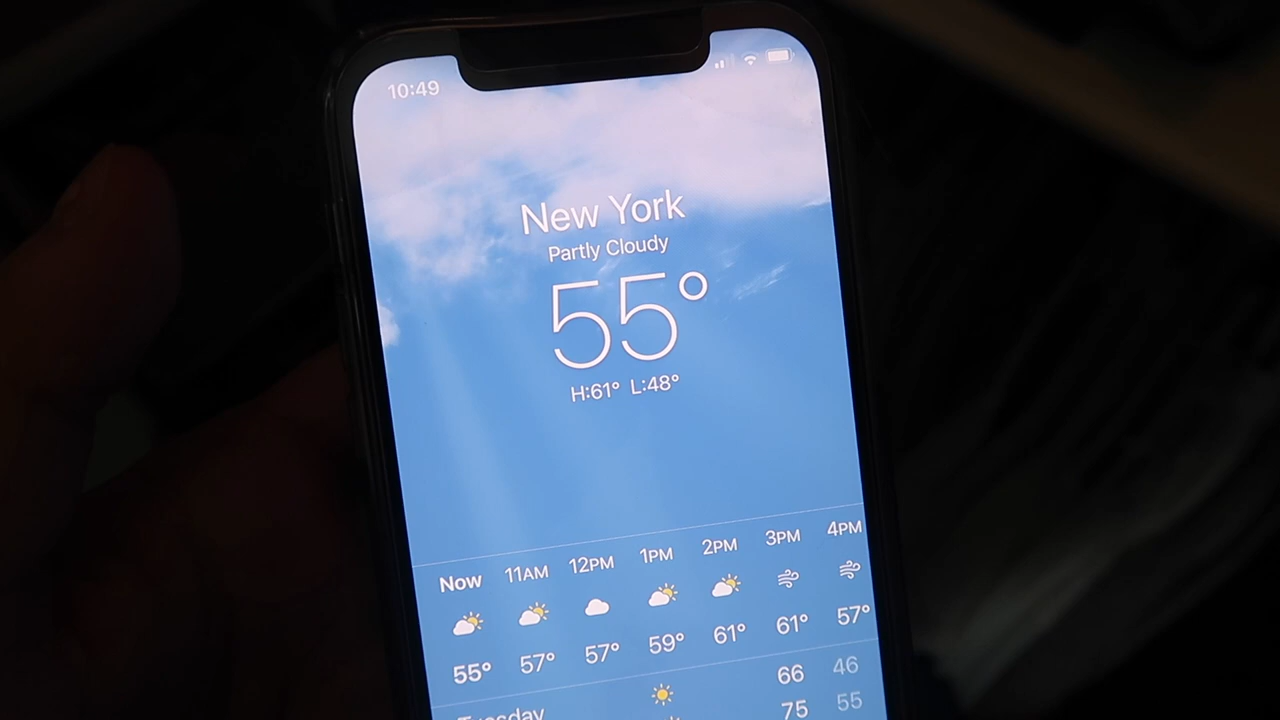 10:49
New York
Partly Cloudy
55°
H:61° L:48°
Now 11AM 12PM 1PM 2PM 3PM 4PM
55° 57° 57° 59° 61° 61° 57°
Tuesday 66 46
75 55